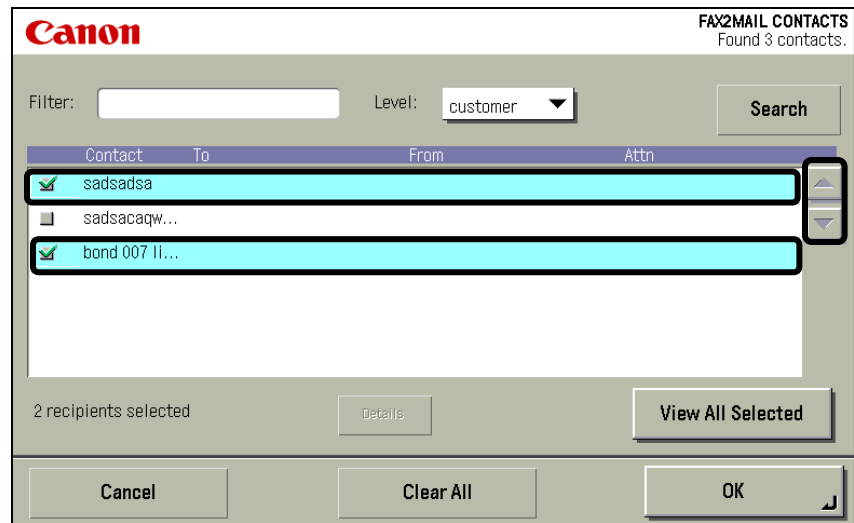 Canon
FAX2MAIL CONTACTS
Found 3 contacts.
Filter: Level: customer Search
Contact To From Attn
sadsadsa
sadsacaqw...
bond 007 li...
2 recipients selected Details View All Selected
Cancel Clear All OK